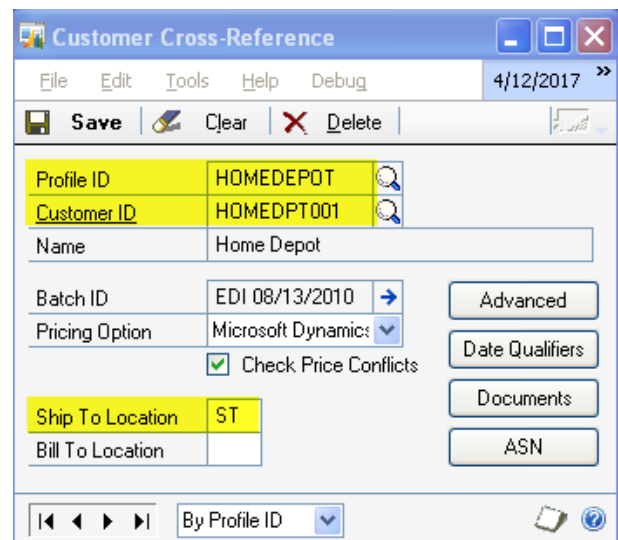 Customer Cross-Reference
File Edit Tools Help Debug 4/12/2017 »
Save Clear Delete
Profile ID HOMEDEPOT
Customer ID HOMEDPT001
Name Home Depot
Batch ID EDI 08/13/2010 Advanced
Pricing Option Microsoft Dynamics
Check Price Conflicts Date Qualifiers
Ship To Location ST Documents
Bill To Location ASN
By Profile ID